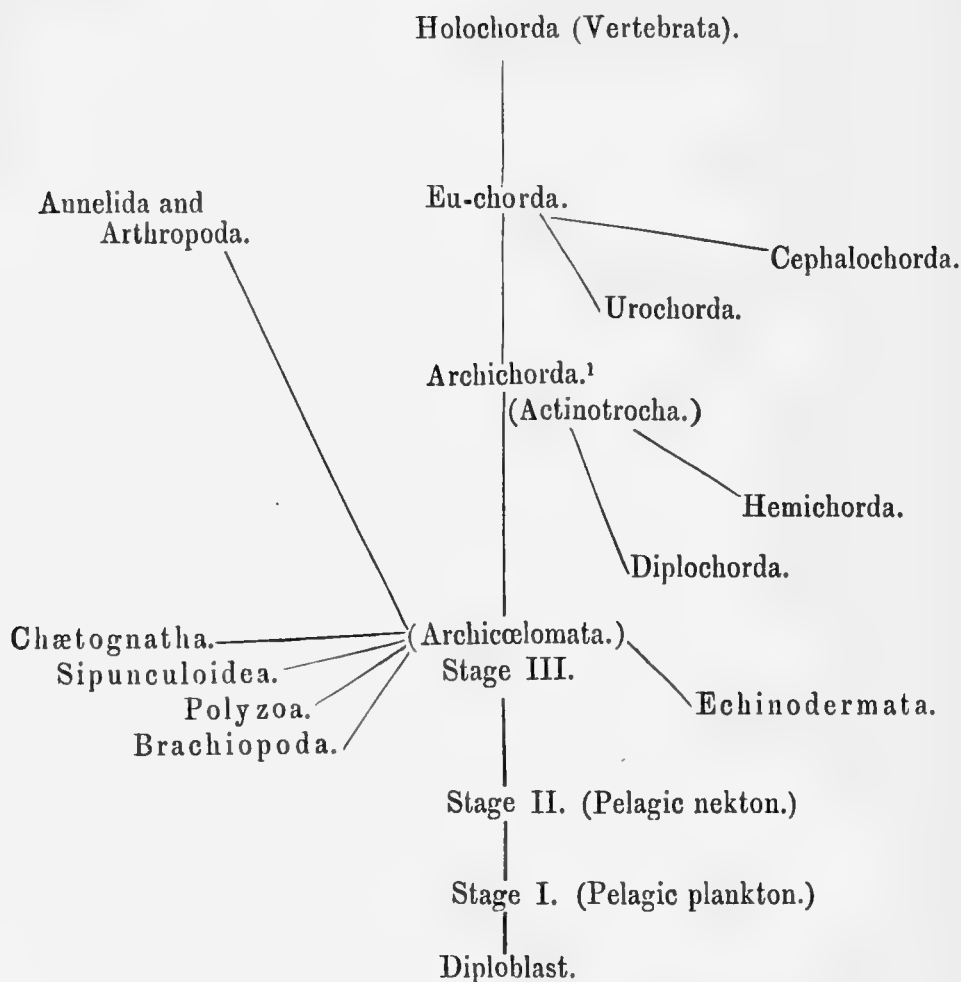 Holochorda (Vertebrata).
Annelida and
Arthropoda.
Eu-chorda.
Cephalochorda.
Urochorda.
Archichorda.¹
(Actinotrocha.)
Hemichorda.
Diplochorda.
Chætognatha.
(Archicœlomata.)
Sipunculoidea.
Stage III.
Polyzoa.
Echinodermata.
Brachiopoda.
Stage II. (Pelagic nekton.)
Stage I. (Pelagic plankton.)
Diploblast.